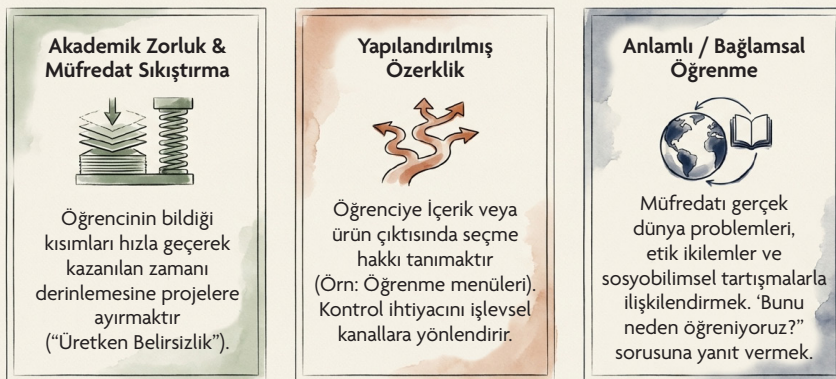 Akademik Zorluk &
Müfredat Sıkıştırma
Öğrencinin bildiği
kısımları hızla geçerek
kazanılan zamanı
derinlemesine projelere
ayırmaktır
(“Üretken Belirsizlik”).
Yapılandırılmış
Özerklik
Öğrenciye İçerik veya
ürün çıktısında seçme
hakkı tanımaktır
(Örn: Öğrenme menüleri).
Kontrol ihtiyacını işlevsel
kanallara yönlendirir.
Anlamlı / Bağlamsal
Öğrenme
Müfredatı gerçek
dünya problemleri,
etik ikilemler ve
sosyobilimsel tartışmalarla
ilişkilendirmek. ‘Bunu
neden öğreniyoruz?”
sorusuna yanıt vermek.